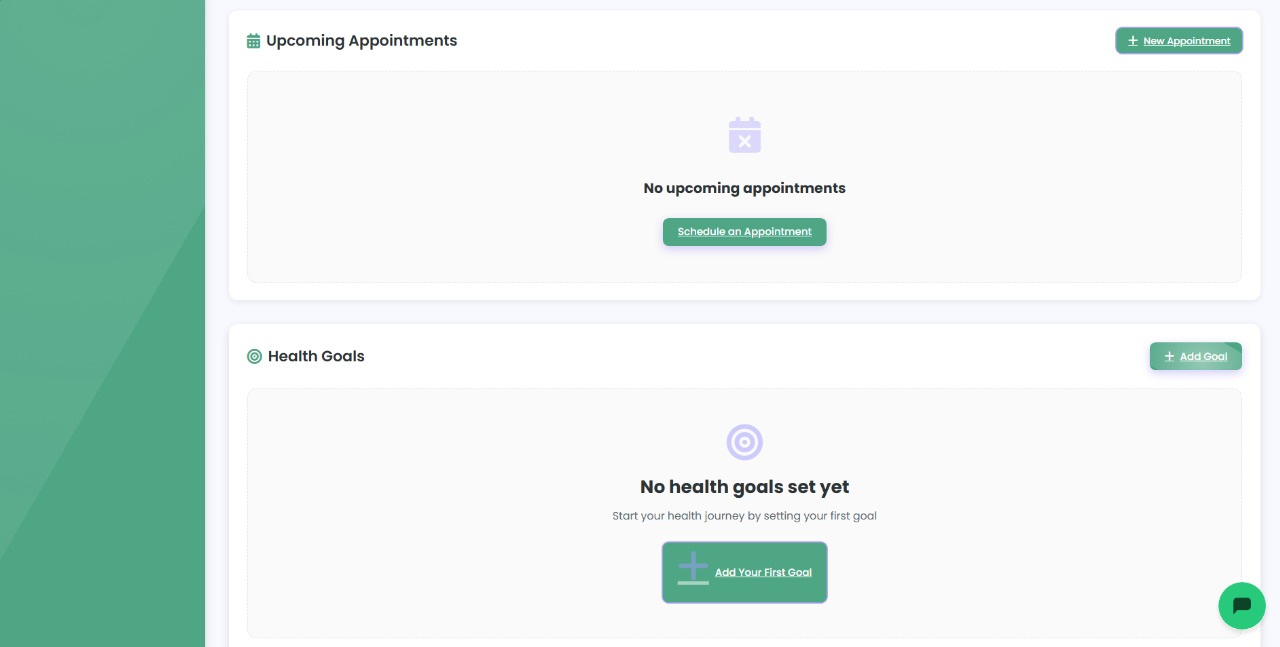 Upcoming Appointments
New Appointment
No upcoming appointments
Schedule an Appointment
Health Goals
Add Goal
No health goals set yet
Start your health journey by setting your first goal
Add Your First Goal